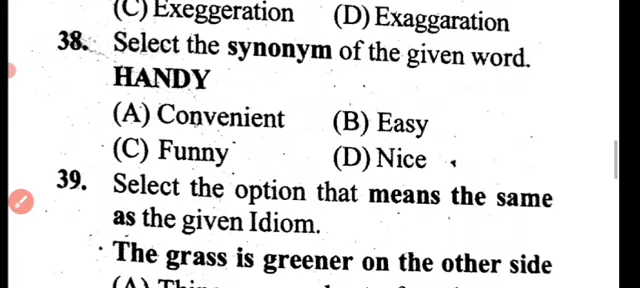 (C) Exeggeration (D) Exaggaration
38. Select the synonym of the given word.
HANDY
(A) Convenient (B) Easy
(C) Funny (D) Nice
39. Select the option that means the same
as the given Idiom.
The grass is greener on the other side
(A)